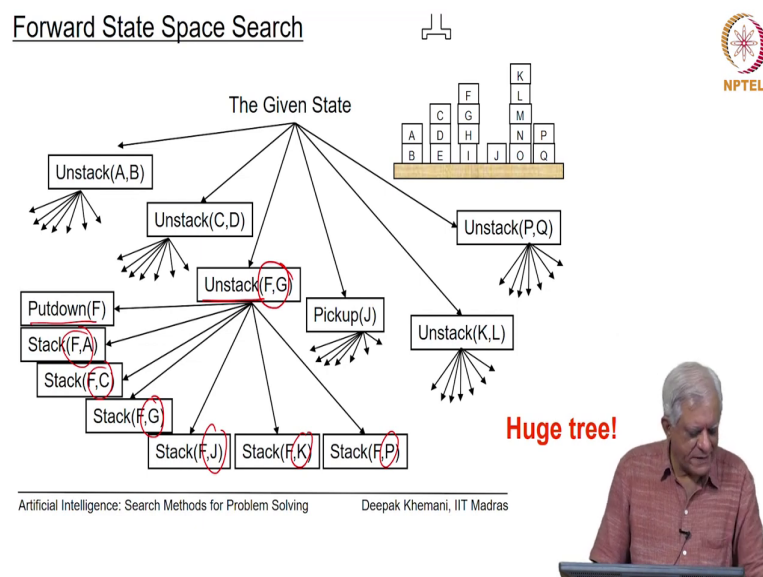 Forward State Space Search
NPTEL
The Given State
K
F
L
C
G
M
A
D
H
N
P
B
E
I
J
O
Q
Unstack(A,B)
Unstack(C,D)
Unstack(P,Q)
Unstack(F,G)
Putdown(F)
Pickup(J)
Unstack(K,L)
Stack(F,A)
Stack(F,C)
Stack(F,G)
Stack(F,J)
Stack(F,K)
Stack(F,P)
Huge tree!
Artificial Intelligence: Search Methods for Problem Solving
Deepak Khemani, IIT Madras